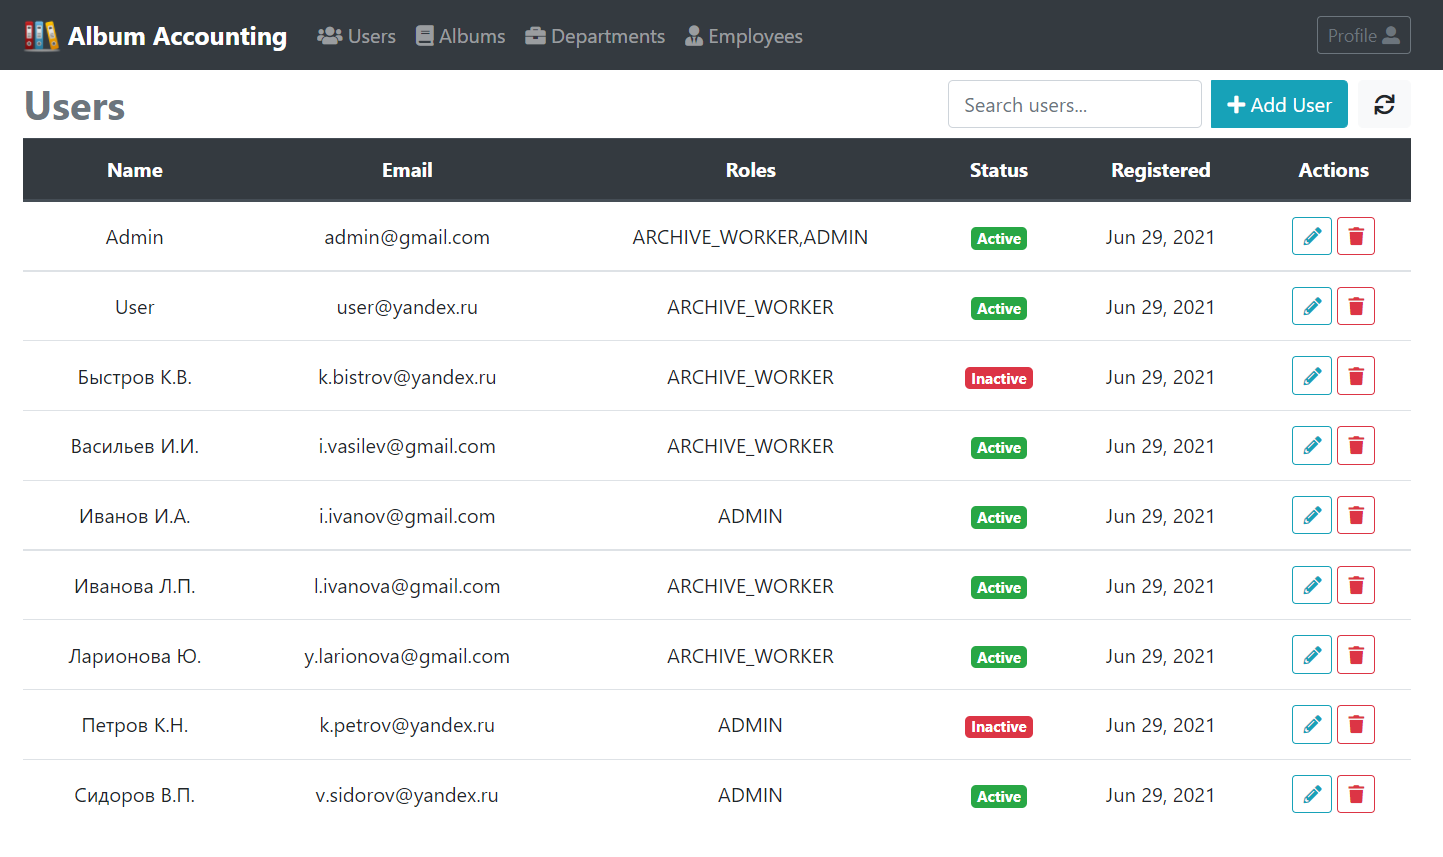 Album Accounting Users Albums Departments Employees Profile
Users Search users... Add User
Name Email Roles Status Registered Actions
Admin admin@gmail.com ARCHIVE_WORKER,ADMIN Active Jun 29, 2021
User user@yandex.ru ARCHIVE_WORKER Active Jun 29, 2021
Быстров К.В. k.bistrov@yandex.ru ARCHIVE_WORKER Inactive Jun 29, 2021
Васильев И.И. i.vasilev@gmail.com ARCHIVE_WORKER Active Jun 29, 2021
Иванов И.А. i.ivanov@gmail.com ADMIN Active Jun 29, 2021
Иванова Л.П. l.ivanova@gmail.com ARCHIVE_WORKER Active Jun 29, 2021
Ларионова Ю. y.larionova@gmail.com ARCHIVE_WORKER Active Jun 29, 2021
Петров К.Н. k.petrov@yandex.ru ADMIN Inactive Jun 29, 2021
Сидоров В.П. v.sidorov@yandex.ru ADMIN Active Jun 29, 2021